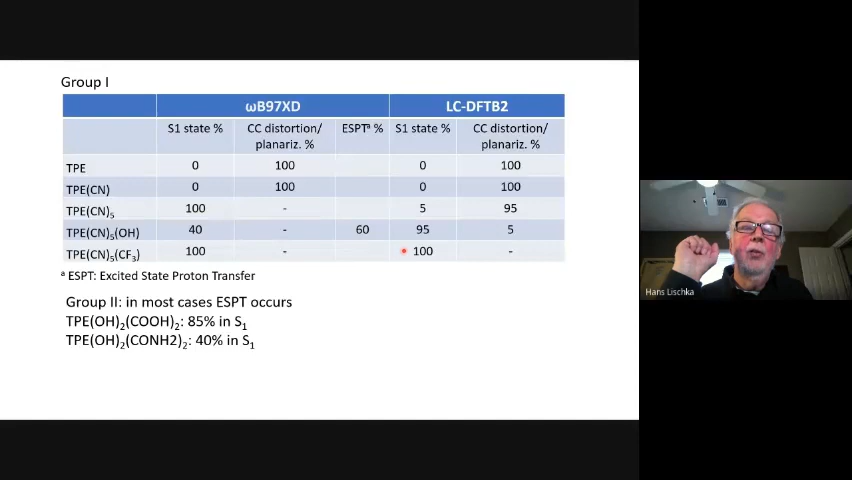 Group I
ωB97XD LC-DFTB2
S1 state % CC distortion/ planariz. % ESPTᵃ % S1 state % CC distortion/ planariz. %
TPE 0 100 0 100
TPE(CN) 0 100 0 100
TPE(CN)₅ 100 - 5 95
TPE(CN)₅(OH) 40 - 60 95 5
TPE(CN)₅(CF₃) 100 - 100 -
ᵃ ESPT: Excited State Proton Transfer
Group II: in most cases ESPT occurs
TPE(OH)₂(COOH)₂: 85% in S₁
TPE(OH)₂(CONH2)₂: 40% in S₁
Hans Lischka